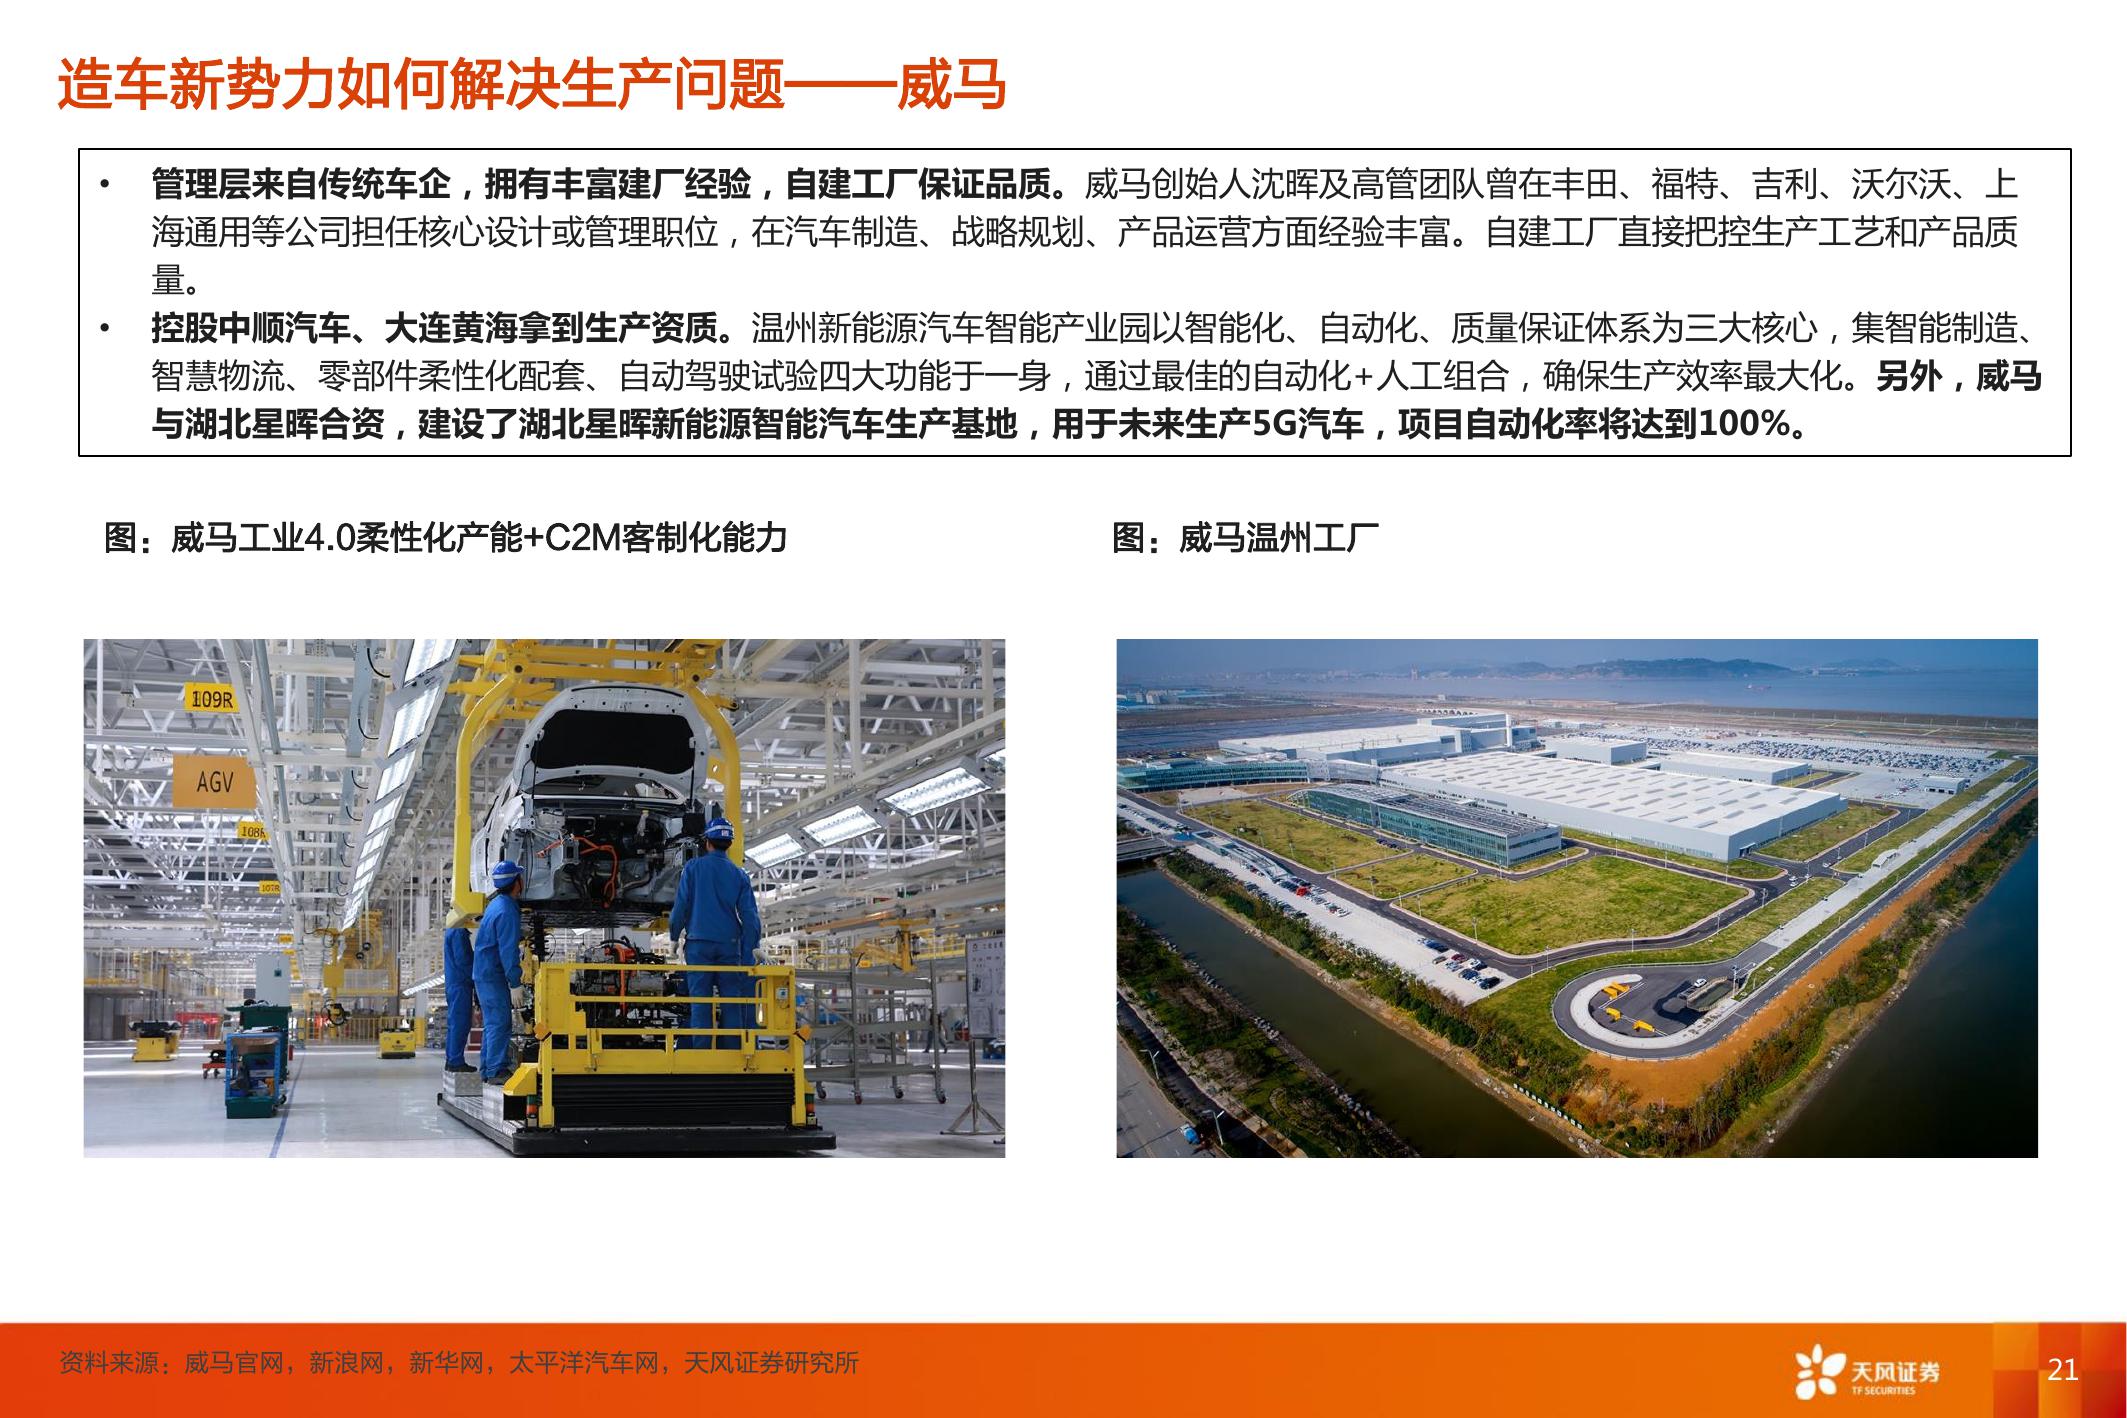 造车新势力如何解决生产问题——威马
• 管理层来自传统车企，拥有丰富建厂经验，自建工厂保证品质。威马创始人沈晖及高管团队曾在丰田、福特、吉利、沃尔沃、上
海通用等公司担任核心设计或管理职位，在汽车制造、战略规划、产品运营方面经验丰富。自建工厂直接把控生产工艺和产品质
量。
• 控股中顺汽车、大连黄海拿到生产资质。温州新能源汽车智能产业园以智能化、自动化、质量保证体系为三大核心，集智能制造、
智慧物流、零部件柔性化配套、自动驾驶试验四大功能于一身，通过最佳的自动化+人工组合，确保生产效率最大化。另外，威马
与湖北星晖合资，建设了湖北星晖新能源智能汽车生产基地，用于未来生产5G汽车，项目自动化率将达到100%。
图：威马工业4.0柔性化产能+C2M客制化能力
图：威马温州工厂
109R
AGV
108R
107R
资料来源：威马官网，新浪网，新华网，太平洋汽车网，天风证券研究所
天风证券
TF SECURITIES
21